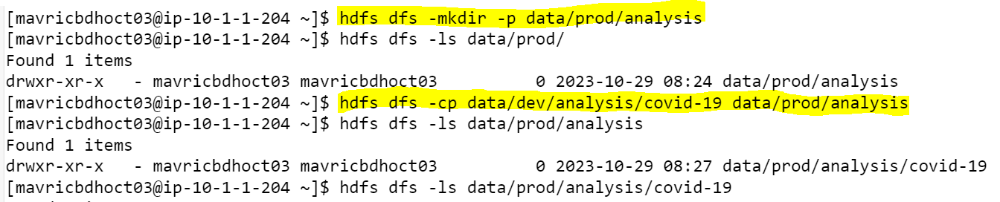 [mavricbdhoct03@ip-10-1-1-204 ~]$ hdfs dfs -mkdir -p data/prod/analysis
[mavricbdhoct03@ip-10-1-1-204 ~]$ hdfs dfs -ls data/prod/
Found 1 items
drwxr-xr-x   - mavricbdhoct03 mavricbdhoct03          0 2023-10-29 08:24 data/prod/analysis
[mavricbdhoct03@ip-10-1-1-204 ~]$ hdfs dfs -cp data/dev/analysis/covid-19 data/prod/analysis
[mavricbdhoct03@ip-10-1-1-204 ~]$ hdfs dfs -ls data/prod/analysis
Found 1 items
drwxr-xr-x   - mavricbdhoct03 mavricbdhoct03          0 2023-10-29 08:27 data/prod/analysis/covid-19
[mavricbdhoct03@ip-10-1-1-204 ~]$ hdfs dfs -ls data/prod/analysis/covid-19